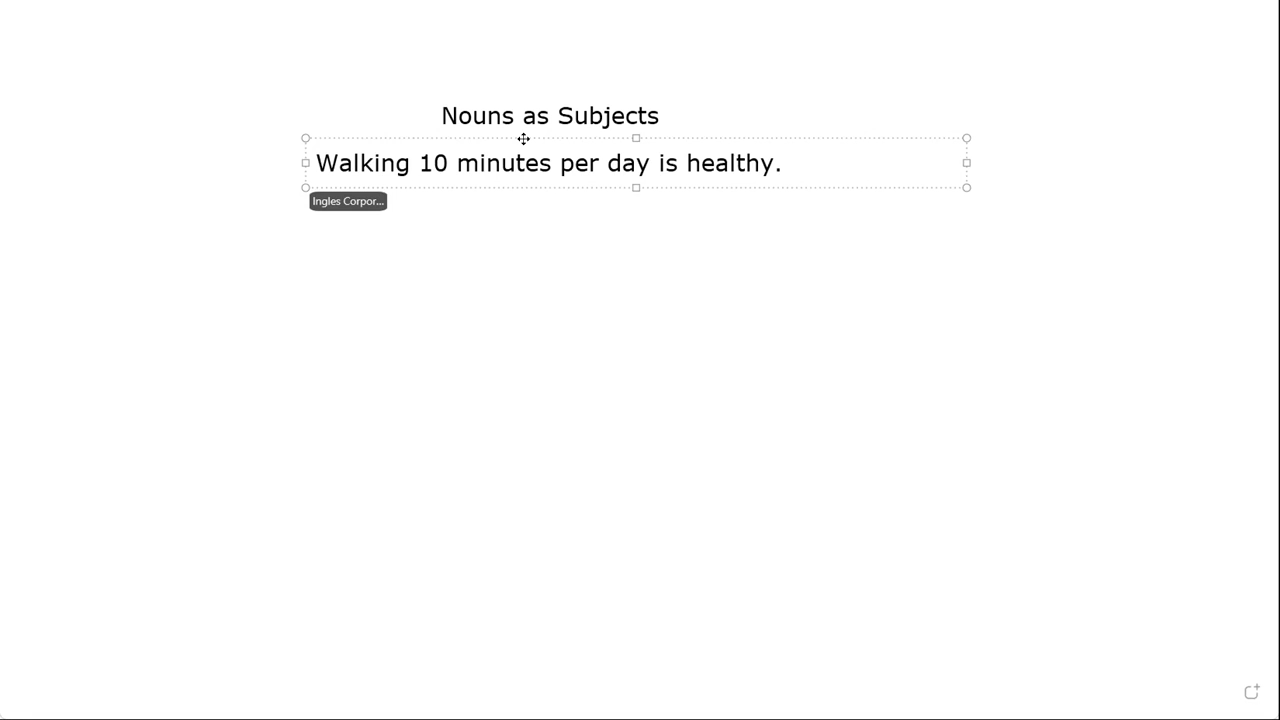 Nouns as Subjects
Walking 10 minutes per day is healthy.
Ingles Corpor...